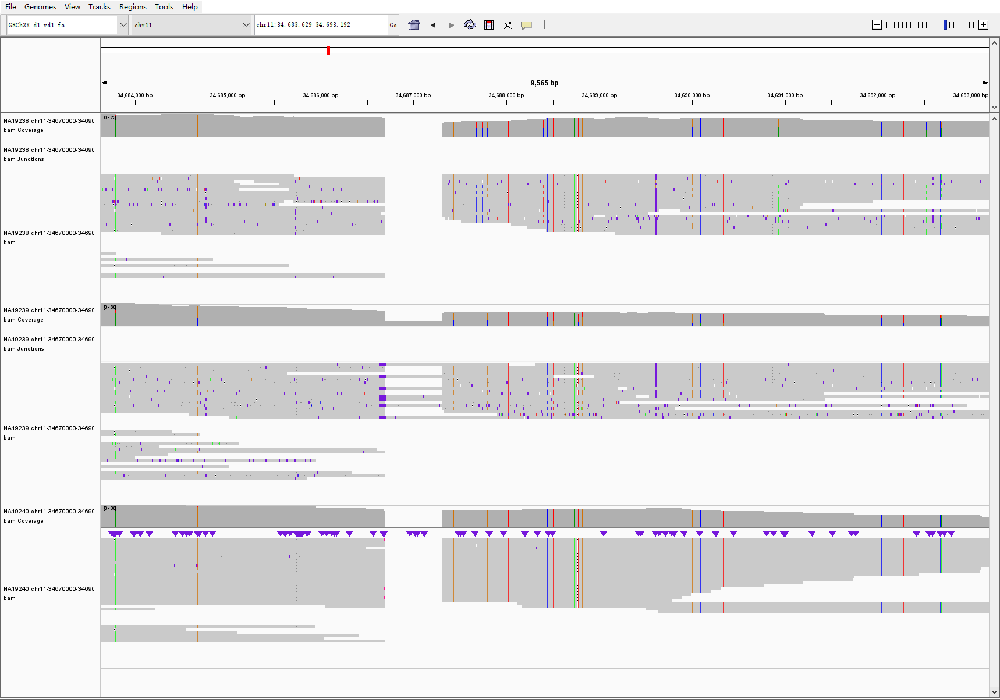 File Genomes View Tracks Regions Tools Help
GRCh38.d1.vd1.fa chr11 chr11:34,683,629-34,693,192 Go
9,565 bp
34,684,000 bp 34,685,000 bp 34,686,000 bp 34,687,000 bp 34,688,000 bp 34,689,000 bp 34,690,000 bp 34,691,000 bp 34,692,000 bp 34,693,000 bp
NA19238.chr11-34670000-3469
bam Coverage
[0-25]
NA19238.chr11-34670000-3469
bam Junctions
NA19238.chr11-34670000-3469
bam
NA19239.chr11-34670000-3469
bam Coverage
[0-30]
NA19239.chr11-34670000-3469
bam Junctions
NA19239.chr11-34670000-3469
bam
NA19240.chr11-34670000-3469
bam Coverage
[0-30]
NA19240.chr11-34670000-3469
bam